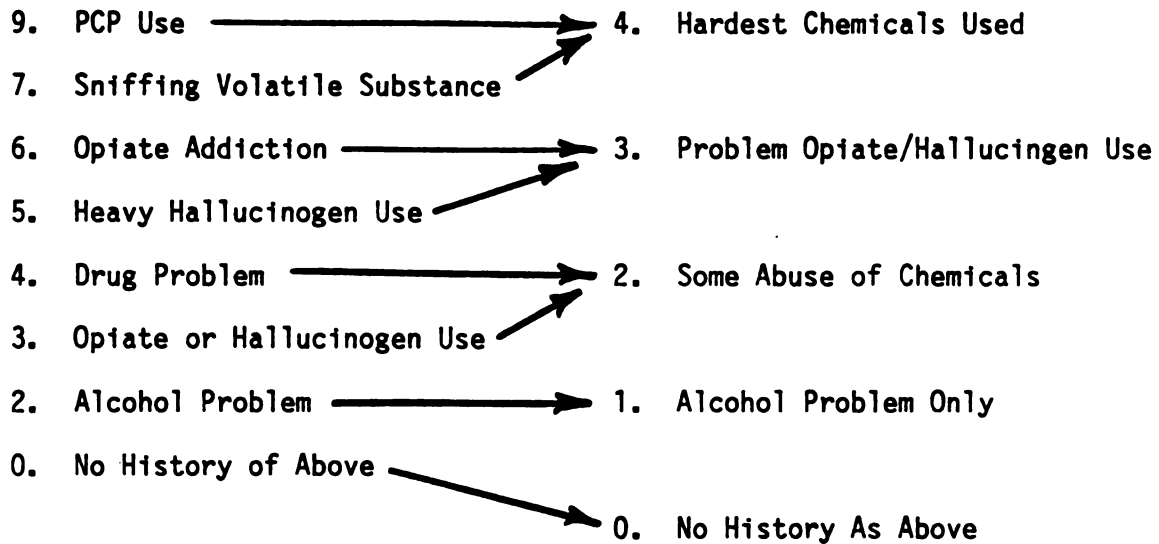 9. PCP Use 4. Hardest Chemicals Used
7. Sniffing Volatile Substance
6. Opiate Addiction 3. Problem Opiate/Hallucingen Use
5. Heavy Hallucinogen Use
4. Drug Problem 2. Some Abuse of Chemicals
3. Opiate or Hallucinogen Use
2. Alcohol Problem 1. Alcohol Problem Only
0. No History of Above
0. No History As Above